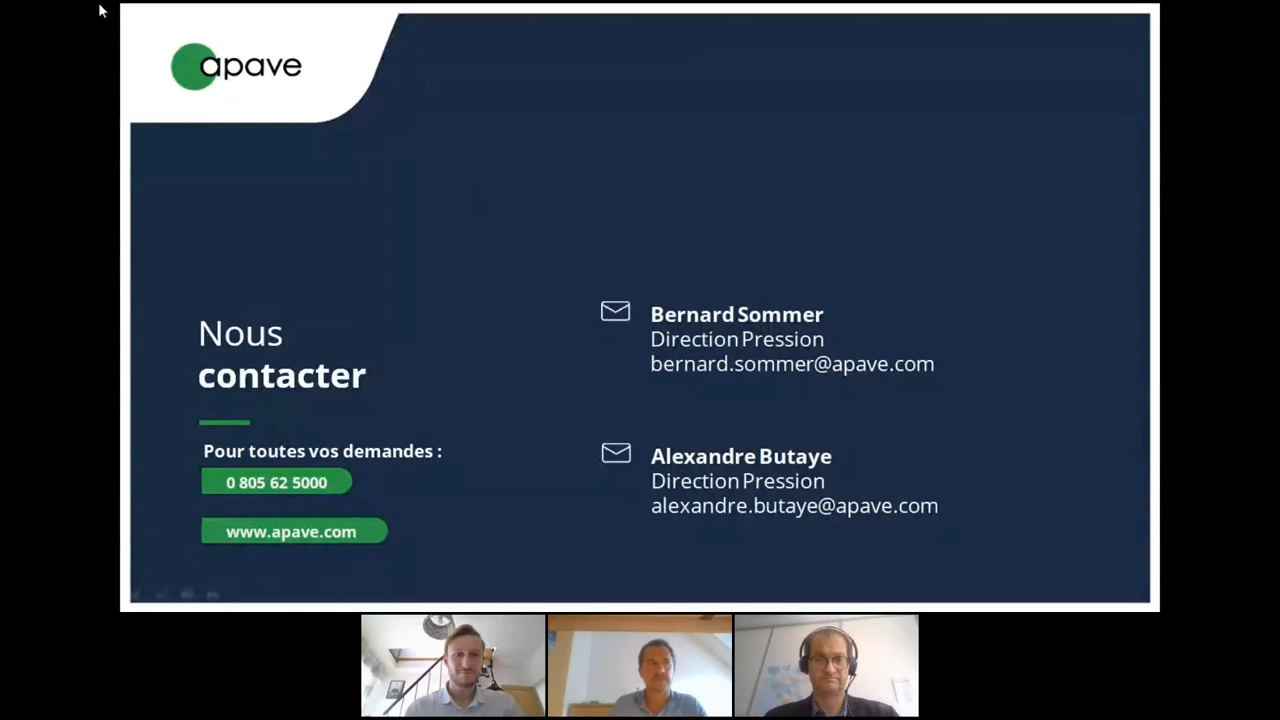 apave
Nous
contacter
Pour toutes vos demandes :
0 805 62 5000
www.apave.com
Bernard Sommer
Direction Pression
bernard.sommer@apave.com
Alexandre Butaye
Direction Pression
alexandre.butaye@apave.com